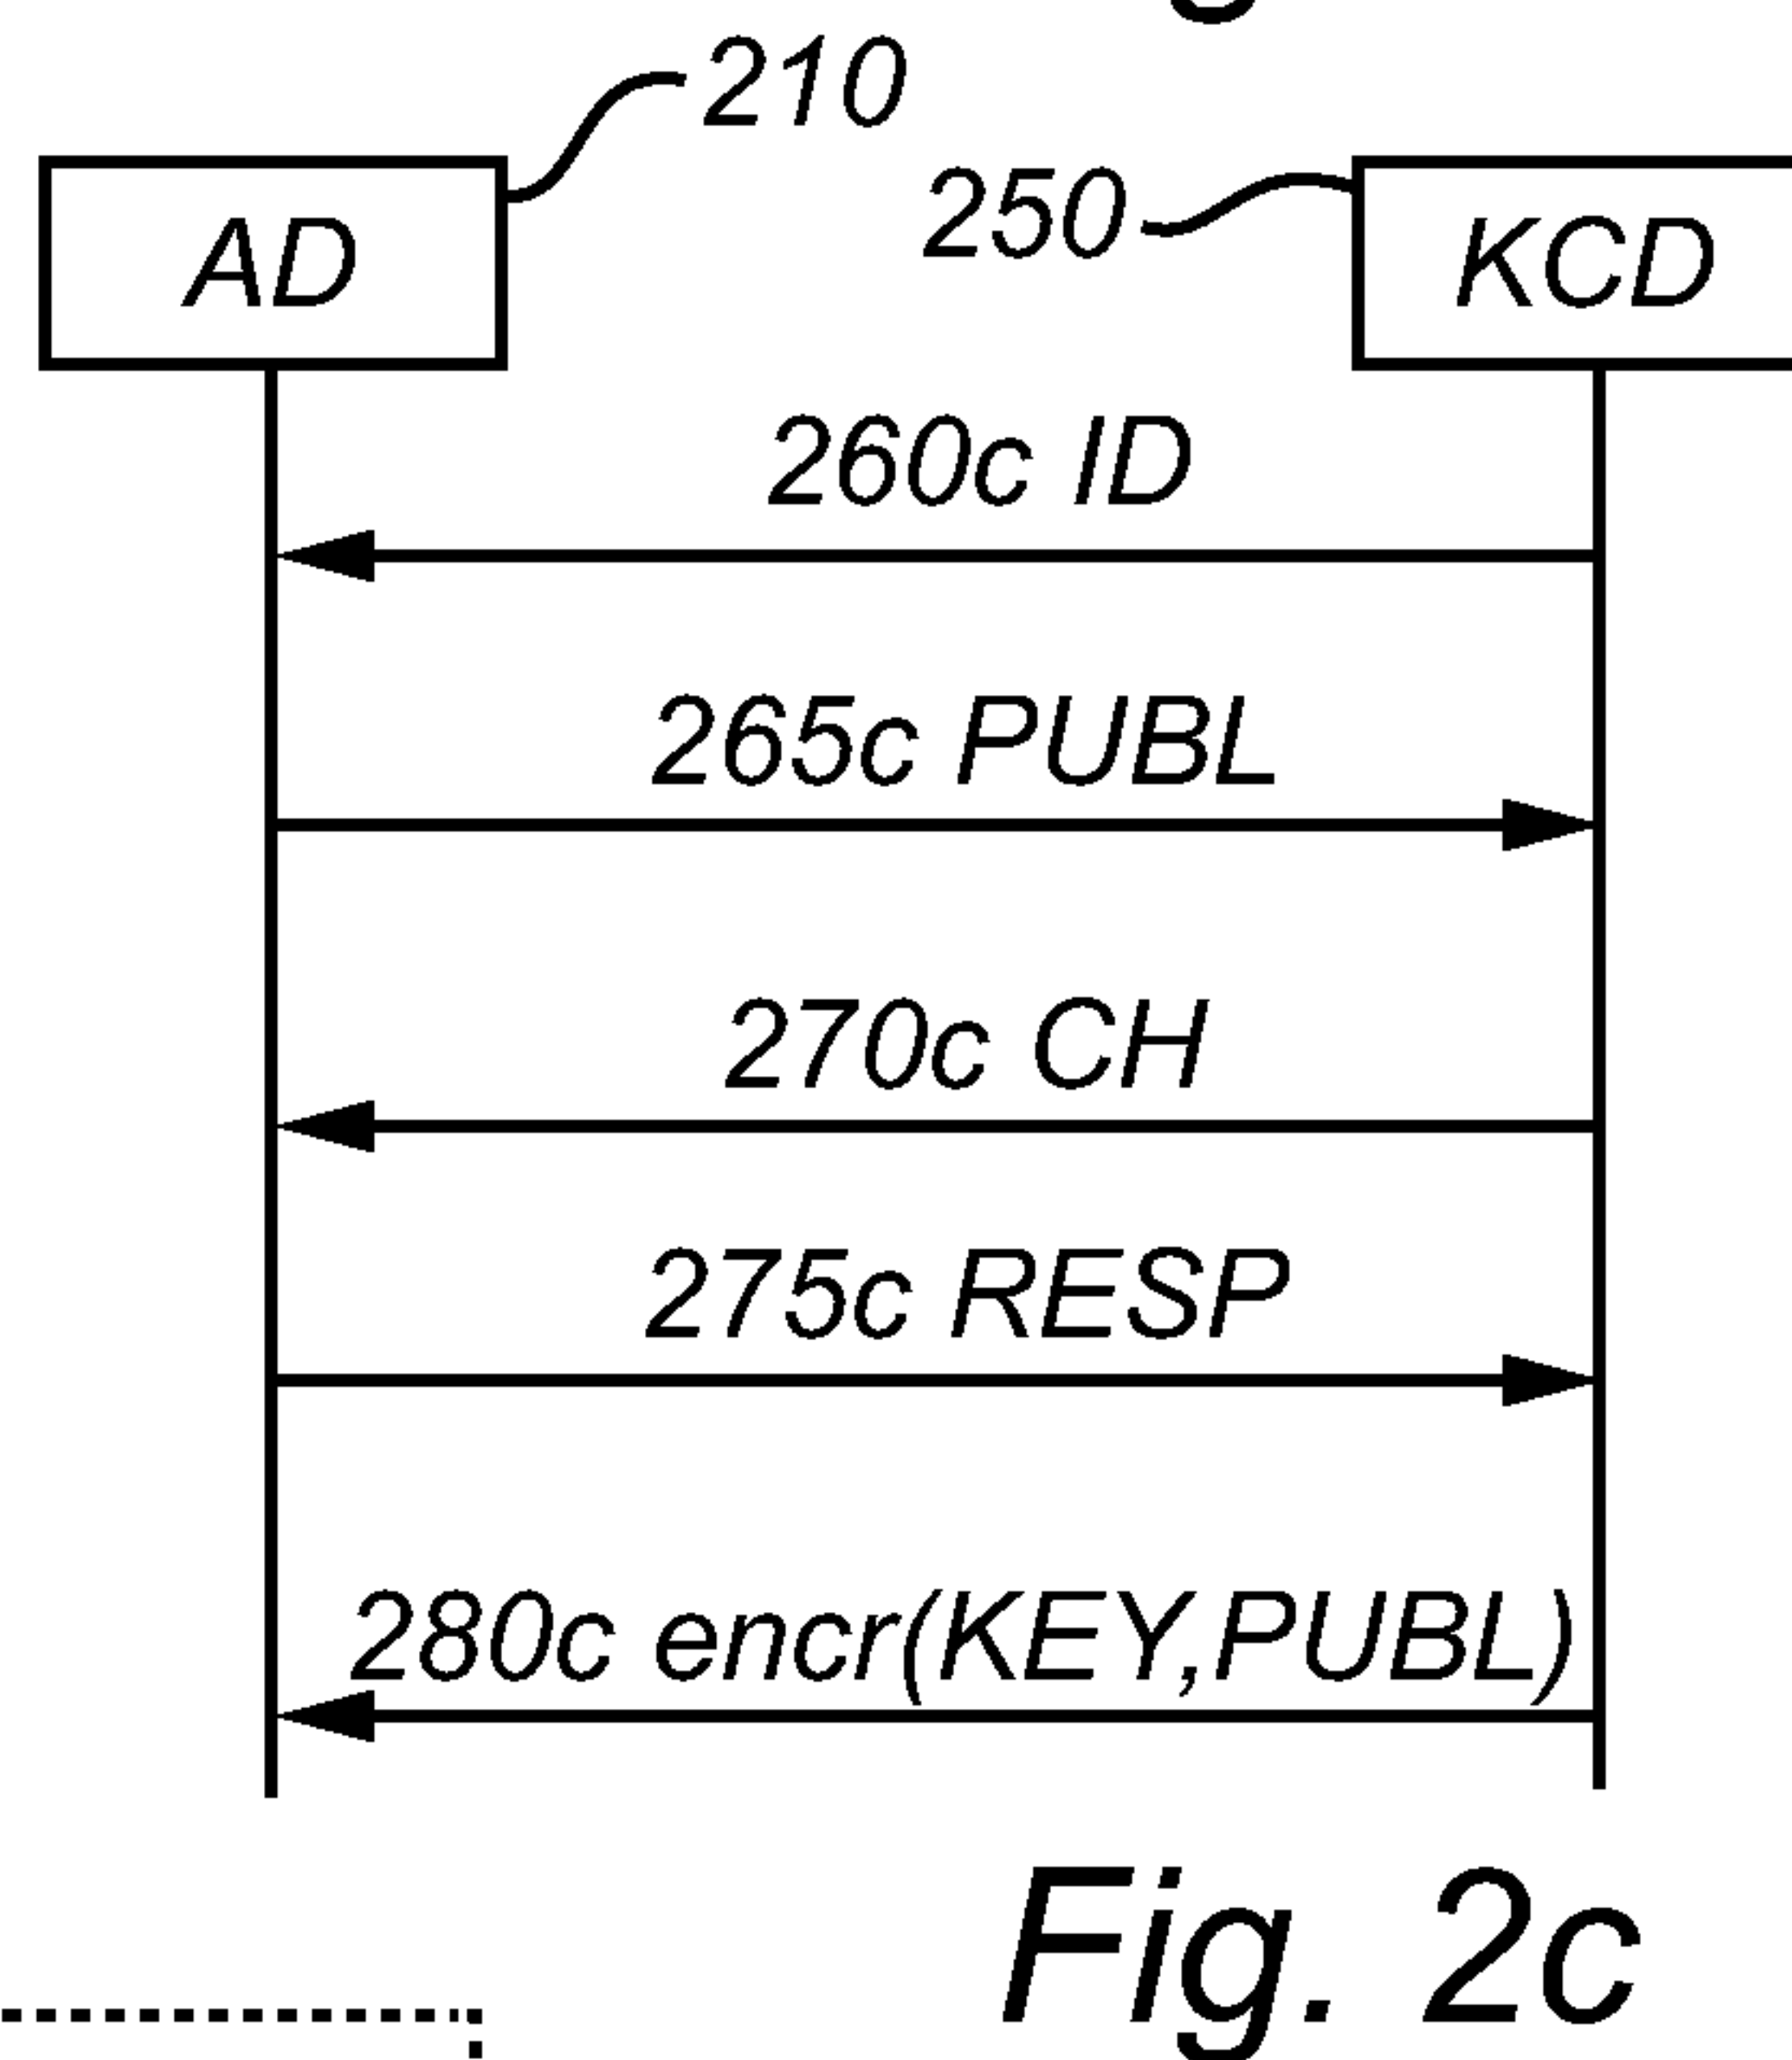 210
250
AD
KCD
260c ID
265c PUBL
270c CH
275c RESP
280c encr(KEY,PUBL)
Fig. 2c